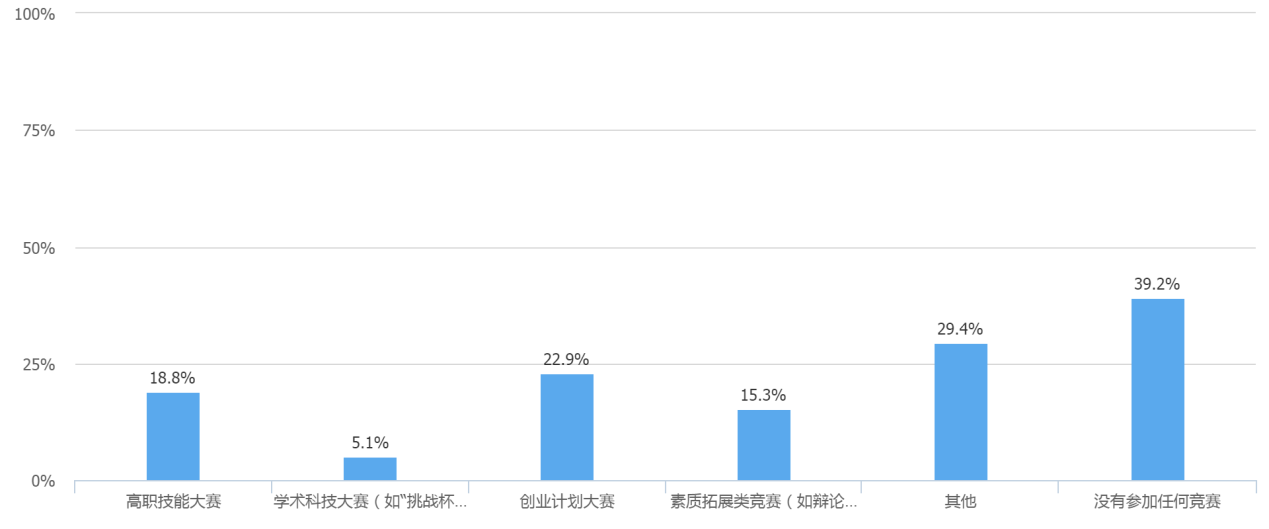 100%
75%
50%
25%
0%
18.8%
5.1%
22.9%
15.3%
29.4%
39.2%
高职技能大赛
学术科技大赛（如“挑战杯...
创业计划大赛
素质拓展类竞赛（如辩论...
其他
没有参加任何竞赛